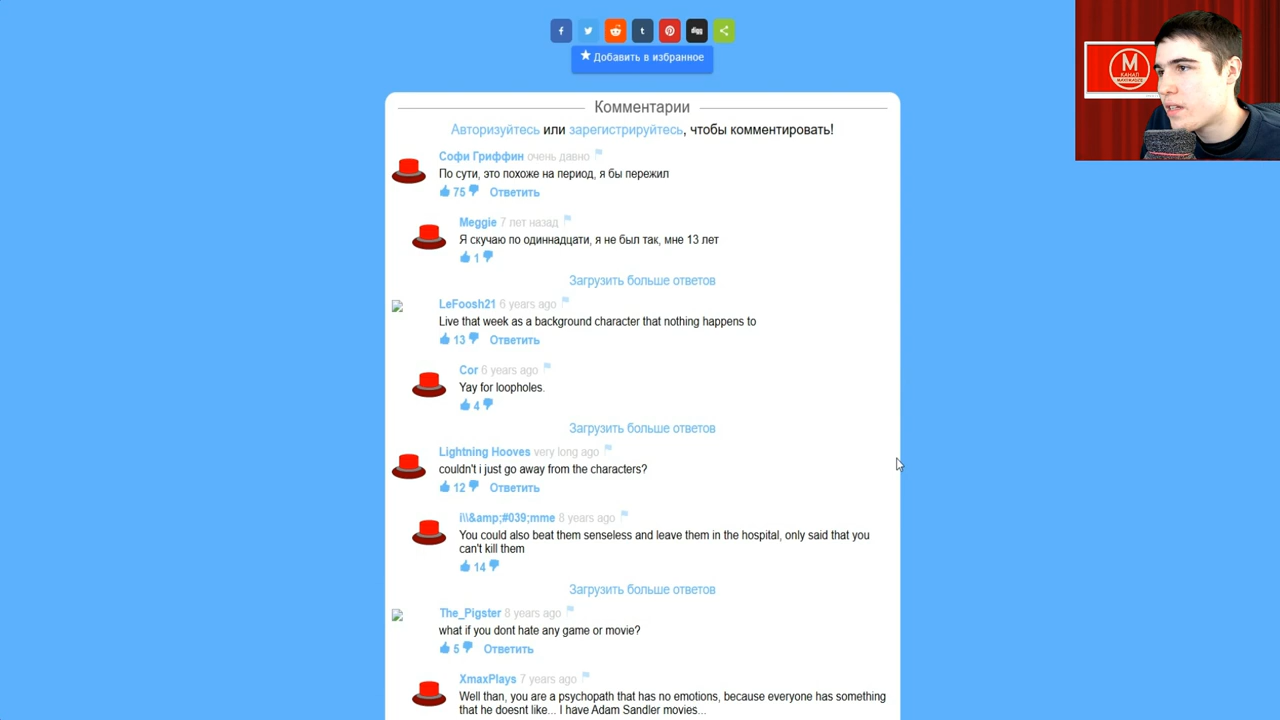 f
t
digg
Добавить в избранное
М
КАНАЛ
Комментарии
Авторизуйтесь или зарегистрируйтесь, чтобы комментировать!
Софи Гриффин очень давно
По сути, это похоже на период, я бы пережил
75 Ответить
Meggie 7 лет назад
Я скучаю по одиннадцати, я не был так, мне 13 лет
1
Загрузить больше ответов
LeFoosh21 6 years ago
Live that week as a background character that nothing happens to
13 Ответить
Cor 6 years ago
Yay for loopholes.
4
Загрузить больше ответов
Lightning Hooves very long ago
couldn't i just go away from the characters?
12 Ответить
i\\&amp;#039;mme 8 years ago
You could also beat them senseless and leave them in the hospital, only said that you
can't kill them
14
Загрузить больше ответов
The_Pigster 8 years ago
what if you dont hate any game or movie?
5 Ответить
XmaxPlays 7 years ago
Well than, you are a psychopath that has no emotions, because everyone has something
that he doesnt like... I have Adam Sandler movies...